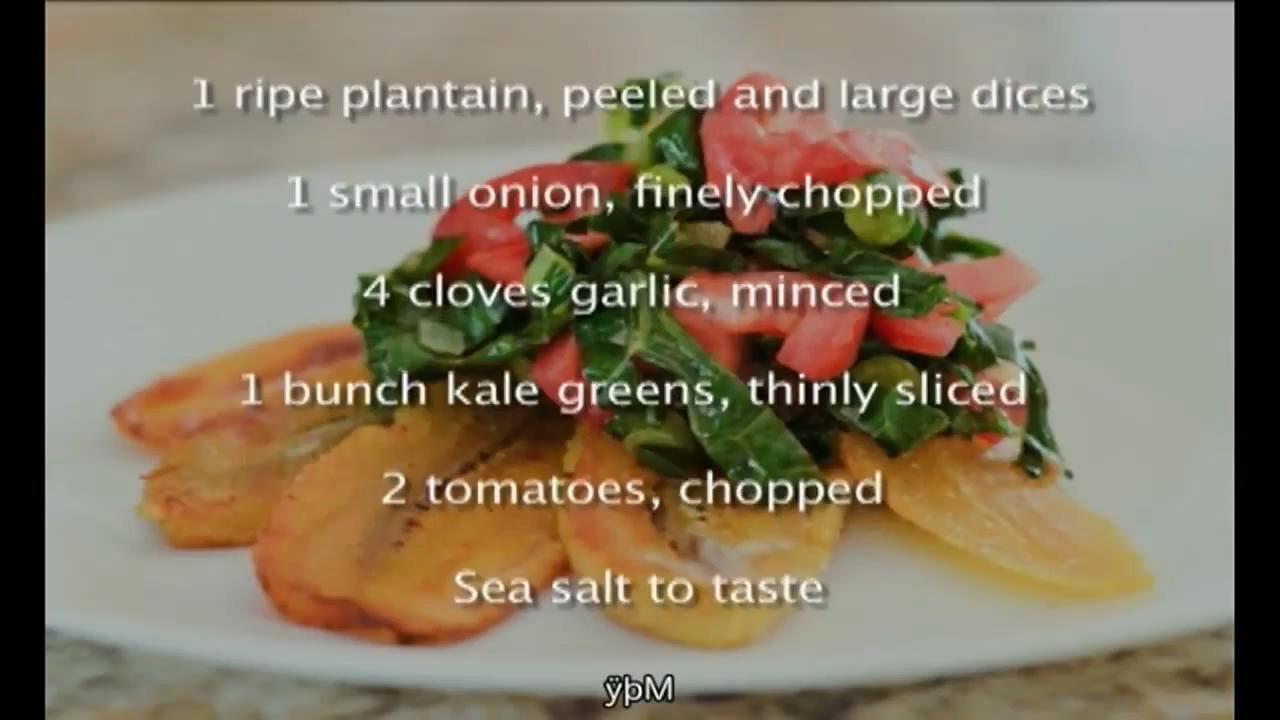 1 ripe plantain, peeled and large dices
1 small onion, finely chopped
4 cloves garlic, minced
1 bunch kale greens, thinly sliced
2 tomatoes, chopped
Sea salt to taste
ÿþM